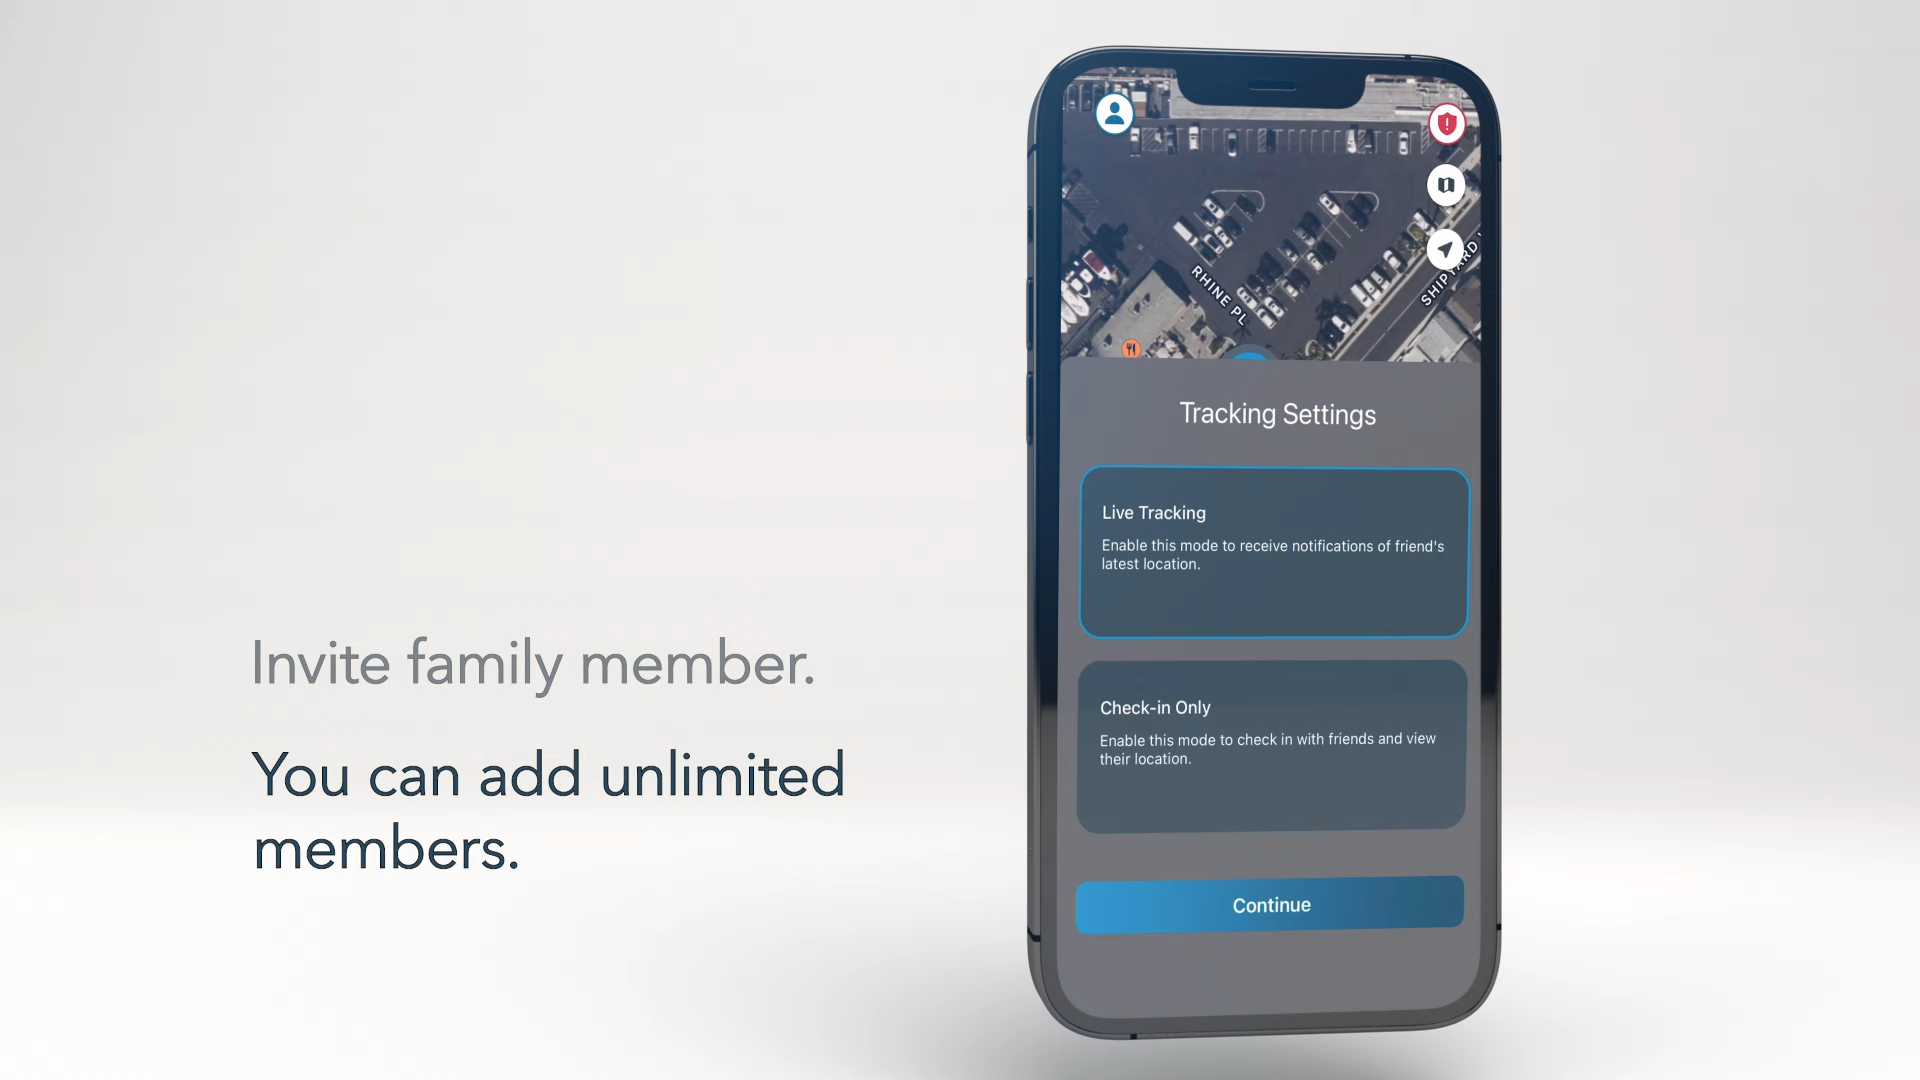 Invite family member.
You can add unlimited
members.
RHINE PL
Tracking Settings
Live Tracking
Enable this mode to receive notifications of friend's
latest location.
Check-in Only
Enable this mode to check in with friends and view
their location.
Continue